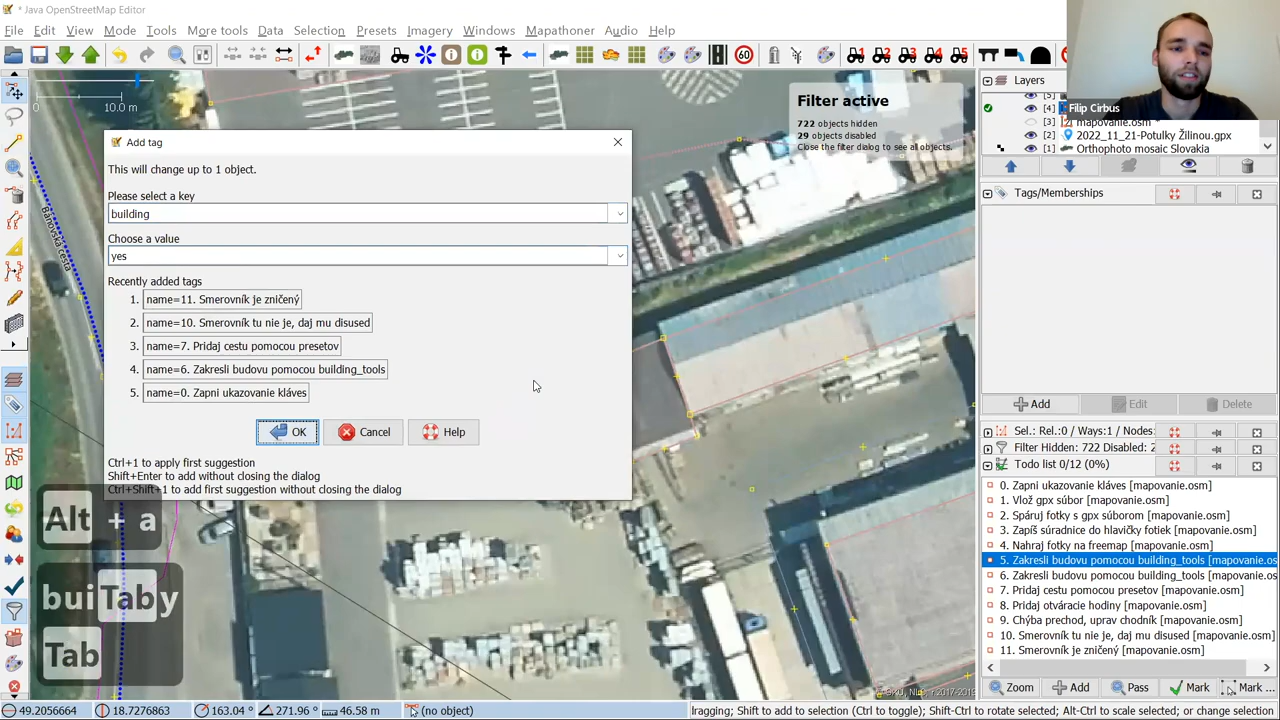 * Java OpenStreetMap Editor
File Edit View Mode Tools More tools Data Selection Presets Imagery Windows Mapathoner Audio Help
10.0 m
0
Bánovská cesta
Filter active
722 objects hidden
29 objects disabled
Close the filter dialog to see all objects.
Add tag
This will change up to 1 object.
Please select a key
building
Choose a value
yes
Recently added tags
1. name=11. Smerovník je zničený
2. name=10. Smerovník tu nie je, daj mu disused
3. name=7. Pridaj cestu pomocou presetov
4. name=6. Zakresli budovu pomocou building_tools
5. name=0. Zapni ukazovanie kláves
OK Cancel Help
Ctrl+1 to apply first suggestion
Shift+Enter to add without closing the dialog
Ctrl+Shift+1 to add first suggestion without closing the dialog
Alt + a
bui Tab y
Tab
60
1 2 3 4 5
Filip Cirbus
Layers
[5]
[4]
mapovanie.osm *
[2] 2022_11_21-Potulky Žilinou.gpx
[1] Orthophoto mosaic Slovakia
Tags/Memberships
Add Edit Delete
Sel.: Rel.:0 / Ways:1 / Nodes:
Filter Hidden: 722 Disabled: 2
Todo list 0/12 (0%)
0. Zapni ukazovanie kláves [mapovanie.osm]
1. Vlož gpx súbor [mapovanie.osm]
2. Spáruj fotky s gpx súborom [mapovanie.osm]
3. Zapíš súradnice do hlavičky fotiek [mapovanie.osm]
4. Nahraj fotky na freemap [mapovanie.osm]
5. Zakresli budovu pomocou building_tools [mapovanie.os
6. Zakresli budovu pomocou building_tools [mapovanie.os
7. Pridaj cestu pomocou presetov [mapovanie.osm]
8. Pridaj otváracie hodiny [mapovanie.osm]
9. Chýba prechod, uprav chodník [mapovanie.osm]
10. Smerovník tu nie je, daj mu disused [mapovanie.osm]
11. Smerovník je zničený [mapovanie.osm]
Zoom Add Pass Mark Mark ...
49.2056664 18.7276863 163.04 ° 271.96 ° 46.58 m (no object)
lragging; Shift to add to selection (Ctrl to toggle); Shift-Ctrl to rotate selected; Alt-Ctrl to scale selected; or change selection